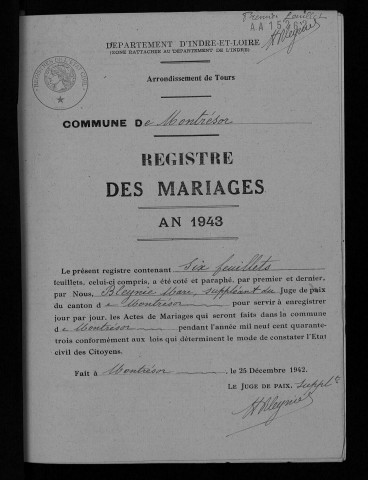 Premier feuillet
DÉPARTEMENT D'INDRE-ET-LOIRE
(ZONE RATTACHÉE AU DÉPARTEMENT DE L'INDRE)
Arrondissement de Tours
COMMUNE De Montrésor
REGISTRE
DES MARIAGES
AN 1943
Le présent registre contenant six feuillets
feuillets, celui-ci compris, a été coté et paraphé, par premier et dernier,
par Nous, Bleynie Marc, suppléant du Juge de paix
du canton de Montrésor pour servir à enregistrer
jour par jour, les Actes de Mariages qui seront faits dans la commune
de Montrésor pendant l'année mil neuf cent quarante-
trois conformément aux lois qui déterminent le mode de constater l'Etat
civil des Citoyens.
Fait à Montrésor, le 25 Décembre 1942.
LE JUGE DE PAIX, supplt